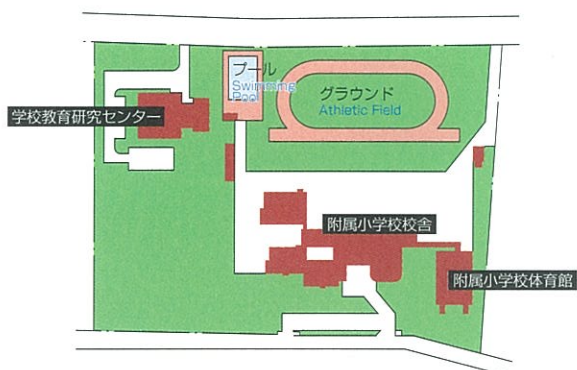 プール
Swimming
Pool
グラウンド
Athletic Field
学校教育研究センター
附属小学校校舎
附属小学校体育館